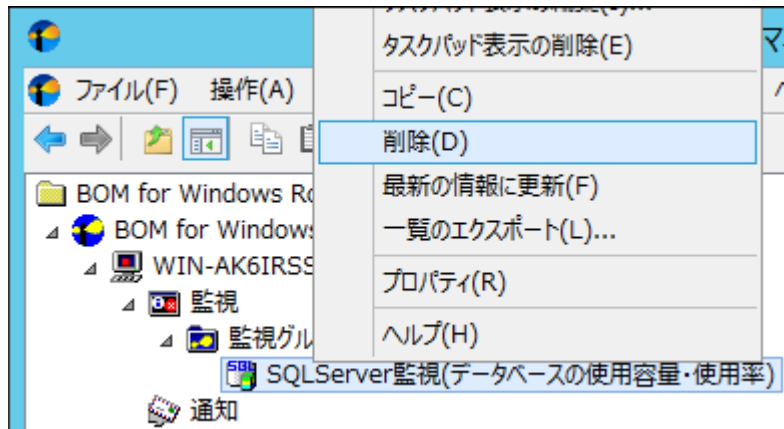 タスクパッド表示の削除(E)
ファイル(F) 操作(A)
コピー(C)
削除(D)
最新の情報に更新(F)
一覧のエクスポート(L)...
プロパティ(R)
ヘルプ(H)
BOM for Windows Ro
BOM for Windows
WIN-AK6IRSS
監視
監視グル
SQLServer監視(データベースの使用容量・使用率)
通知